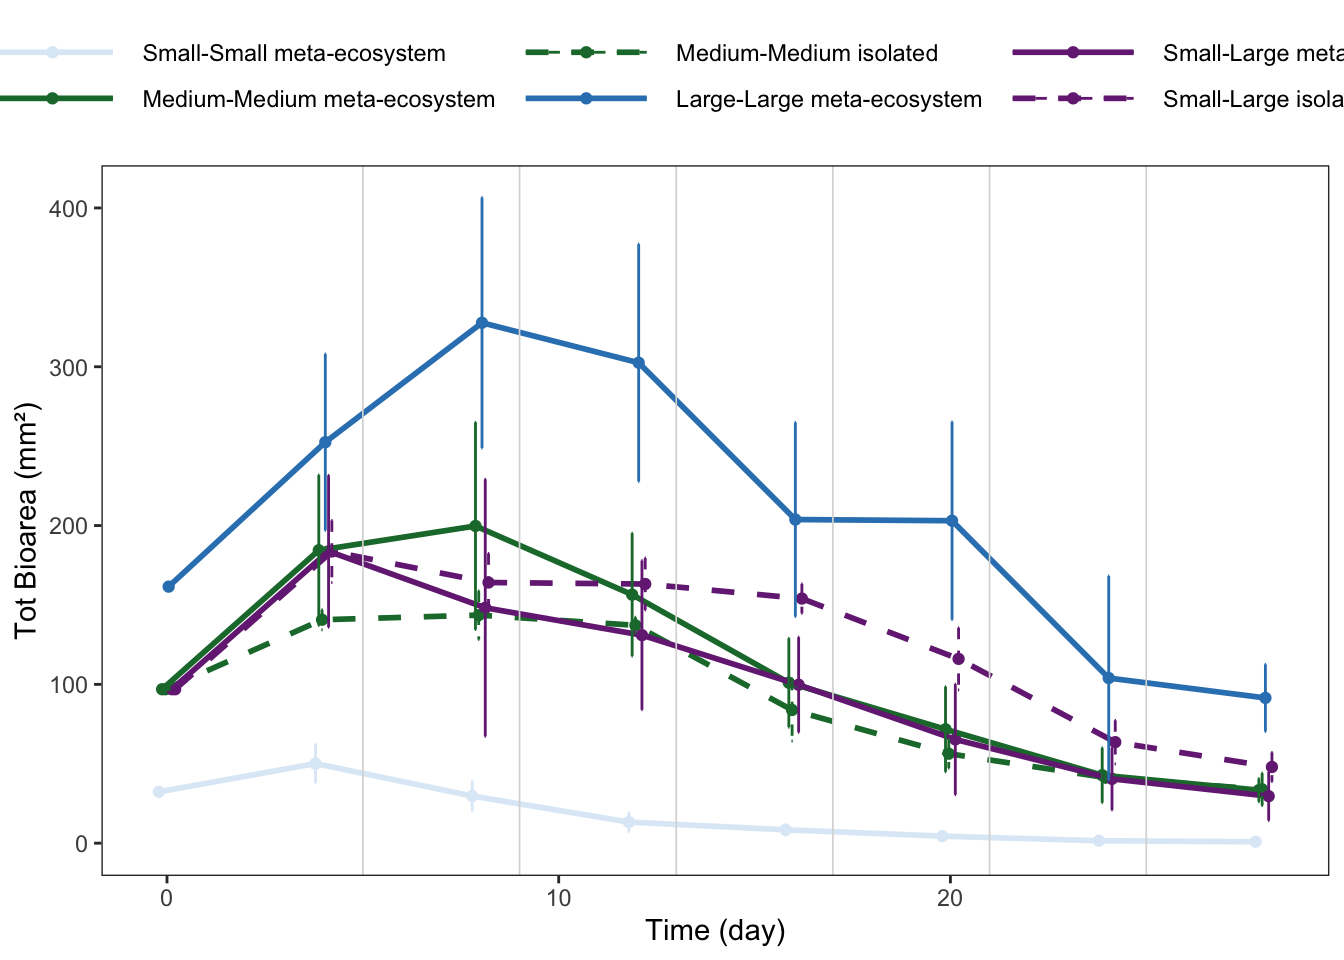 Small-Small meta-ecosystem Medium-Medium isolated Small-Large meta
Medium-Medium meta-ecosystem Large-Large meta-ecosystem Small-Large isola
400
300
200
100
0
Tot Bioarea (mm²)
0 10 20
Time (day)